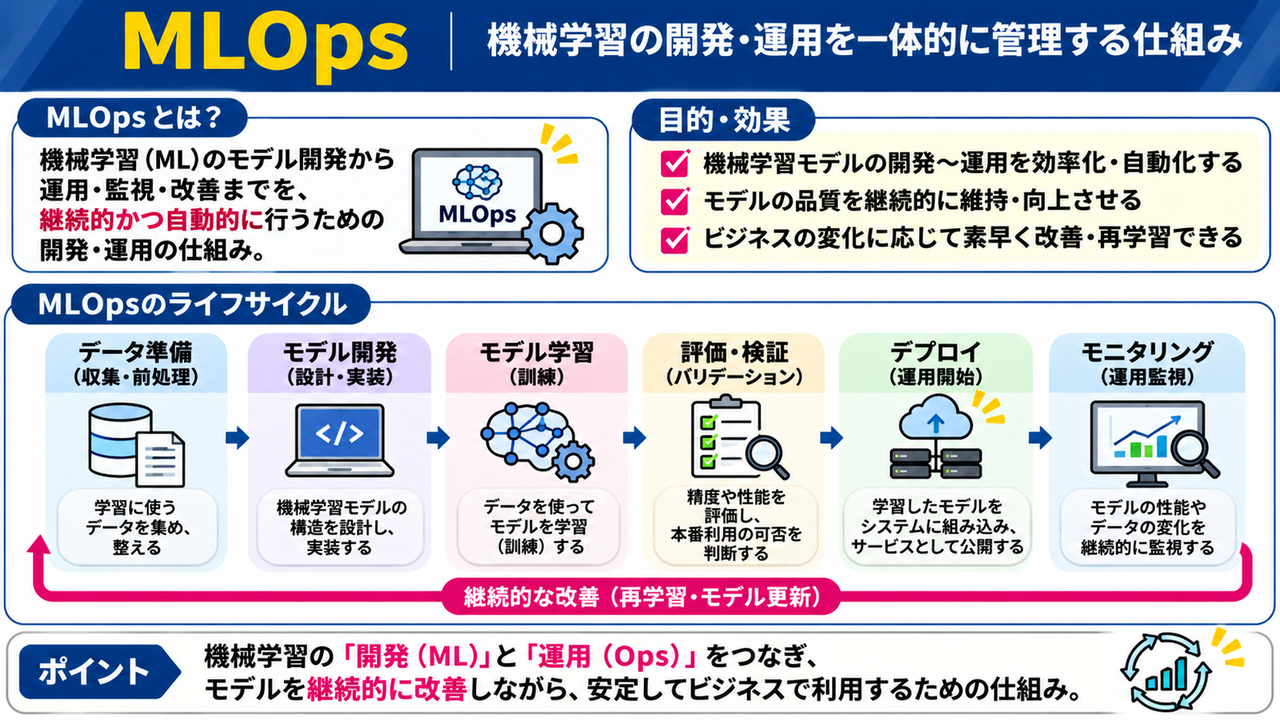 MLOps
機械学習の開発・運用を一体的に管理する仕組み
MLOpsとは？
機械学習（ML）のモデル開発から
運用・監視・改善までを、
継続的かつ自動的に行うための
開発・運用の仕組み。
MLOps
目的・効果
機械学習モデルの開発～運用を効率化・自動化する
モデルの品質を継続的に維持・向上させる
ビジネスの変化に応じて素早く改善・再学習できる
MLOpsのライフサイクル
データ準備
（収集・前処理）
学習に使う
データを集め、
整える
モデル開発
（設計・実装）
</>
機械学習モデルの
構造を設計し、
実装する
モデル学習
（訓練）
データを使って
モデルを学習
（訓練）する
評価・検証
（バリデーション）
精度や性能を
評価し、
本番利用の可否を
判断する
デプロイ
（運用開始）
学習したモデルを
システムに組み込み、
サービスとして公開する
モニタリング
（運用監視）
モデルの性能や
データの変化を
継続的に監視する
継続的な改善（再学習・モデル更新）
ポイント
機械学習の「開発（ML）」と「運用（Ops）」をつなぎ、
モデルを継続的に改善しながら、安定してビジネスで利用するための仕組み。